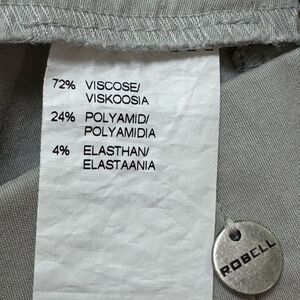 72% VISCOSE/
VISKOOSIA
24% POLYAMID/
POLYAMIDIA
4% ELASTHAN/
ELASTAANIA
ROBELL